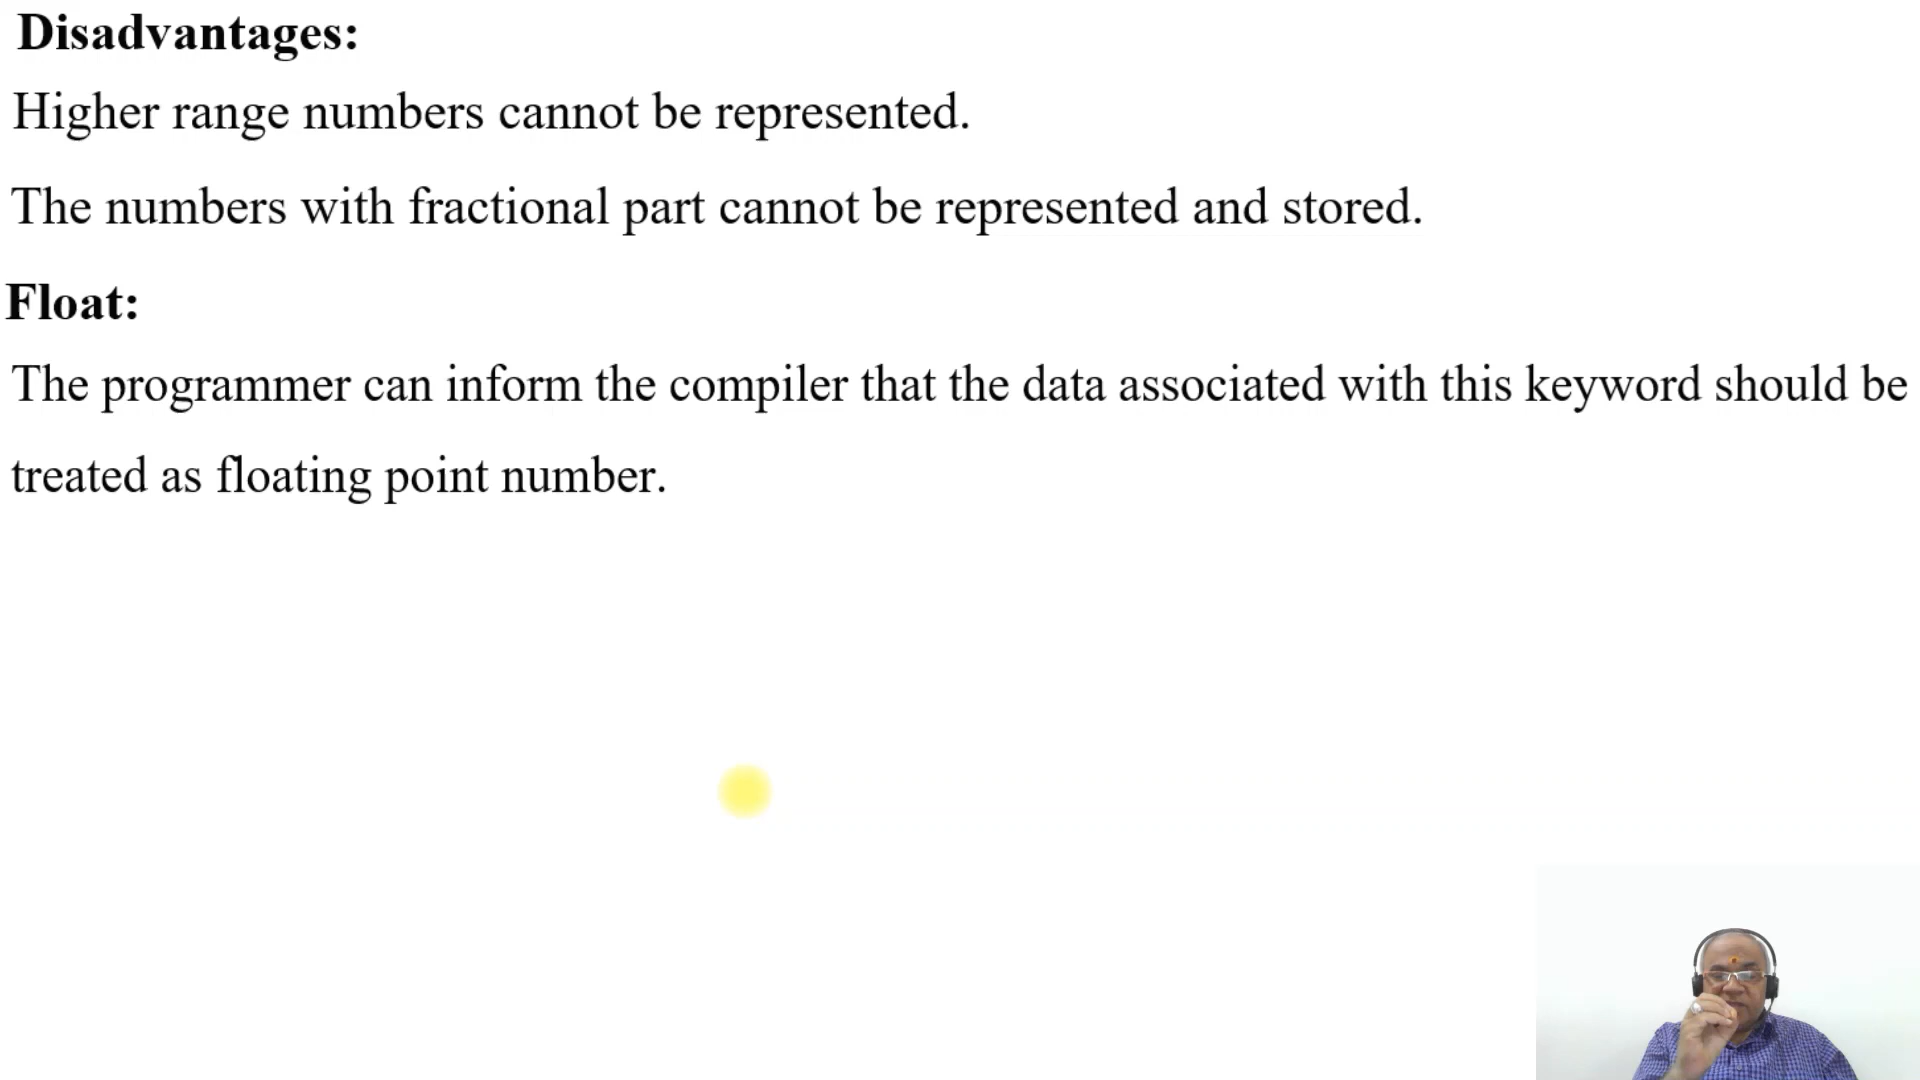 Disadvantages:
Higher range numbers cannot be represented.
The numbers with fractional part cannot be represented and stored.
Float:
The programmer can inform the compiler that the data associated with this keyword should be
treated as floating point number.